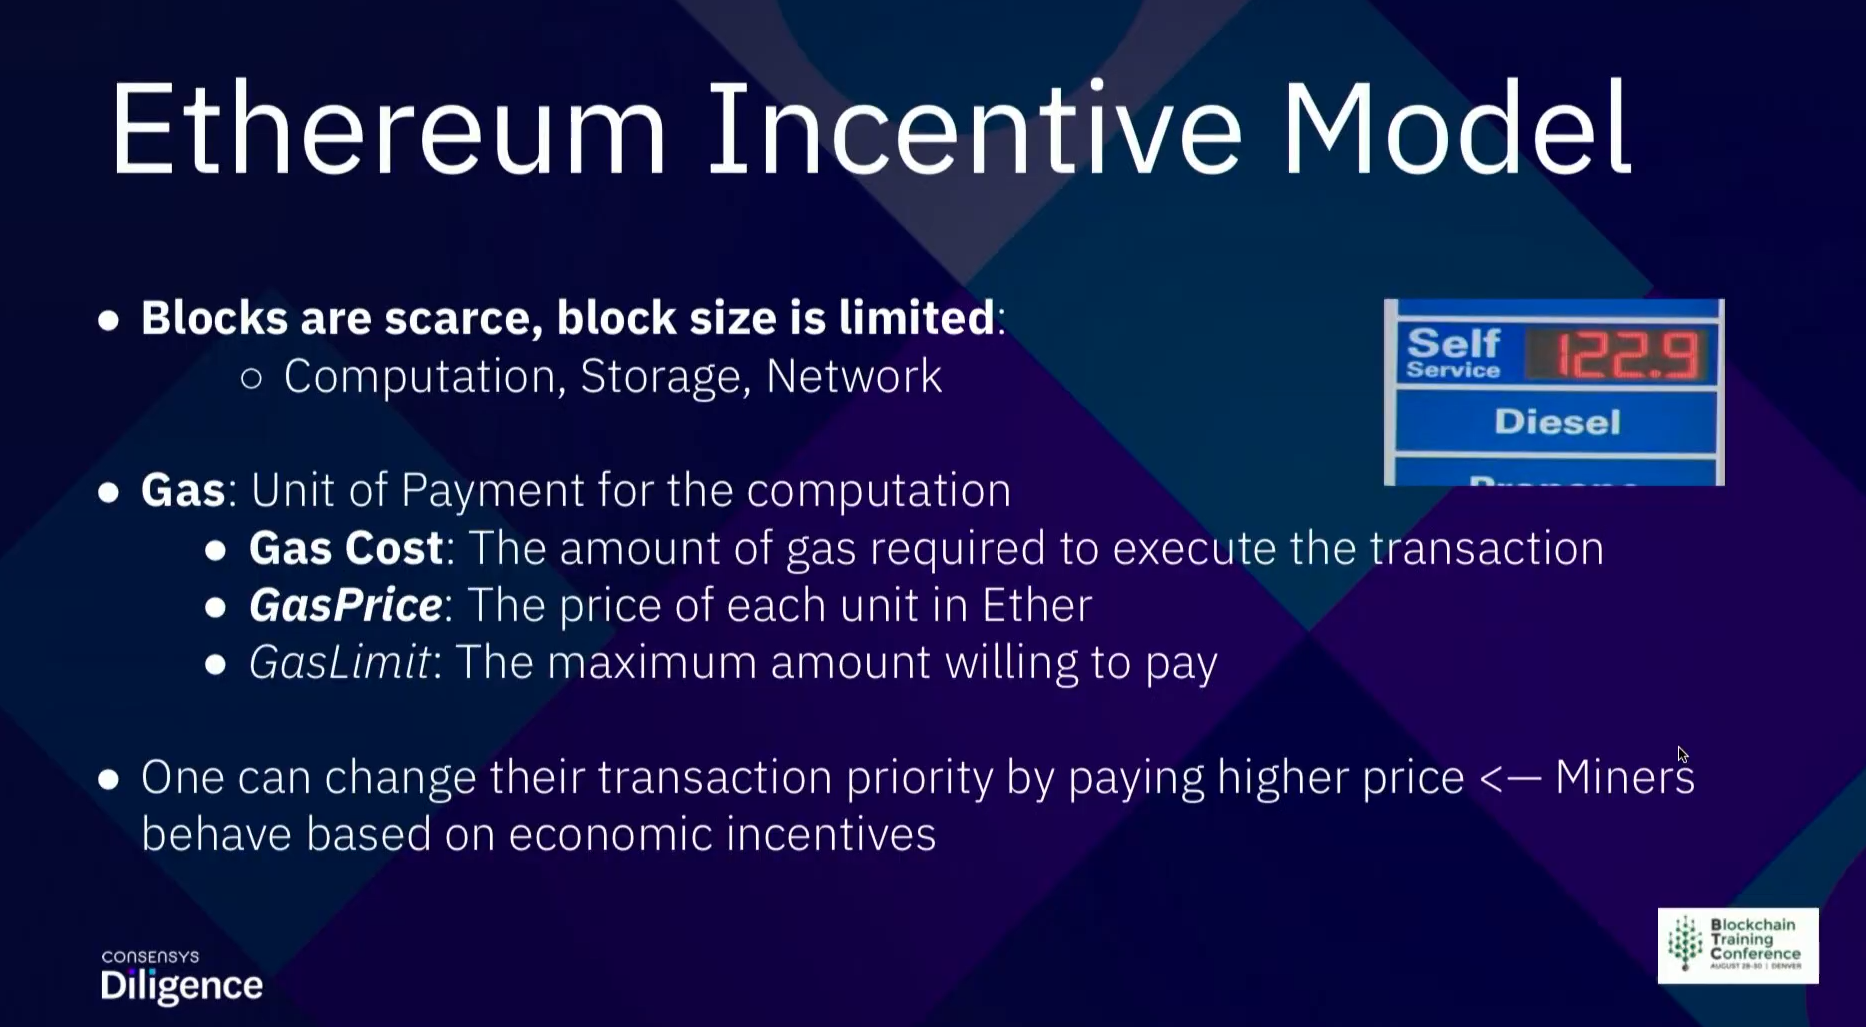 Ethereum Incentive Model
● Blocks are scarce, block size is limited:
○ Computation, Storage, Network
Self
Service
122.9
Diesel
● Gas: Unit of Payment for the computation
● Gas Cost: The amount of gas required to execute the transaction
● GasPrice: The price of each unit in Ether
● GasLimit: The maximum amount willing to pay
● One can change their transaction priority by paying higher price <— Miners
behave based on economic incentives
CONSENSYS
Diligence
Blockchain
Training
Conference
AUGUST 28-30 | DENVER